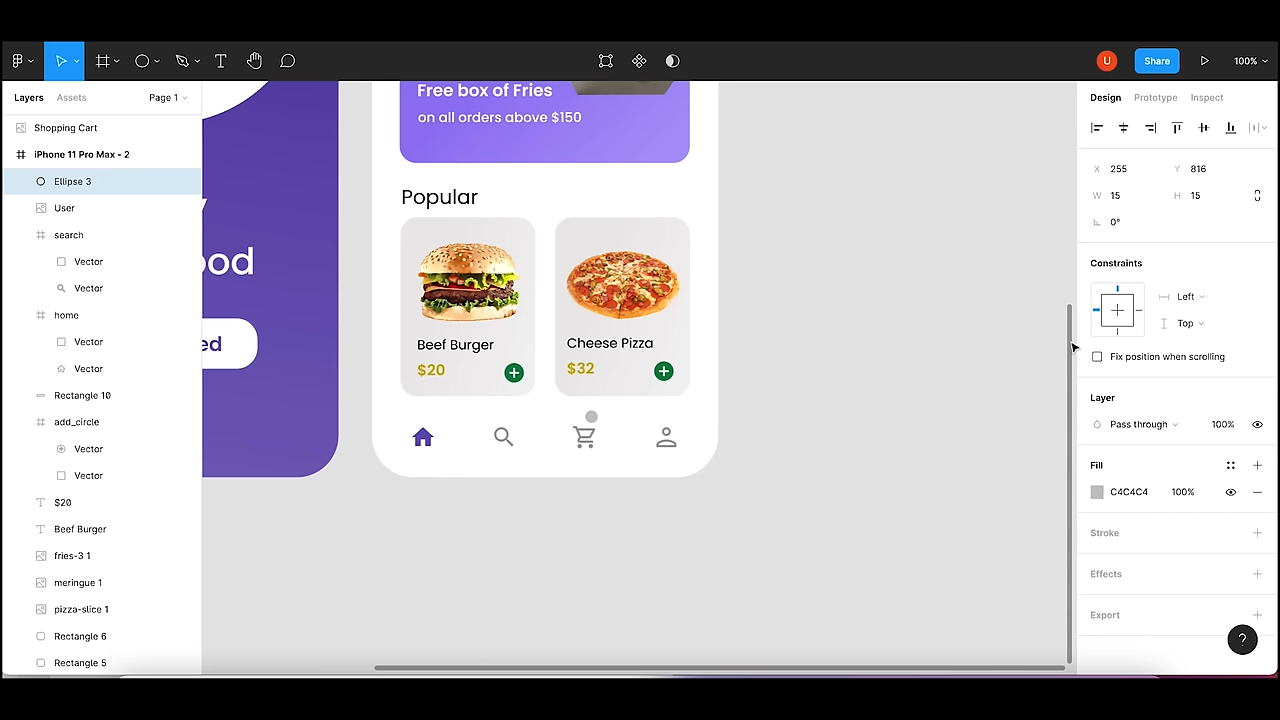 U
Share
100%
Layers
Assets
Page 1
Design
Prototype
Inspect
Shopping Cart
iPhone 11 Pro Max - 2
Ellipse 3
User
search
Vector
Vector
home
Vector
Vector
Rectangle 10
add_circle
Vector
Vector
$20
Beef Burger
fries-3 1
meringue 1
pizza-slice 1
Rectangle 6
Rectangle 5
ood
ed
Free box of Fries
on all orders above $150
Popular
Beef Burger
$20
Cheese Pizza
$32
X 255
Y 816
W 15
H 15
0°
Constraints
Left
Top
Fix position when scrolling
Layer
Pass through
100%
Fill
C4C4C4
100%
Stroke
Effects
Export
?